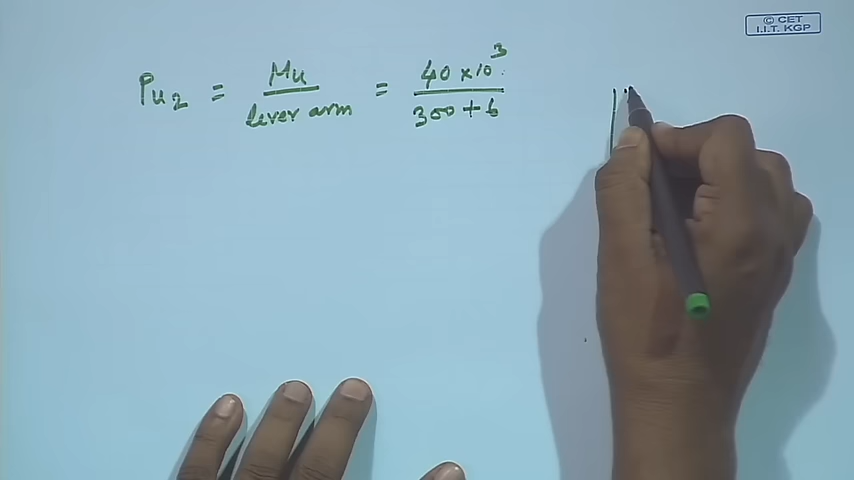 © CET
I.I.T. KGP
Pu2 = Mu / lever arm = 40 × 10³ / 300 + 6